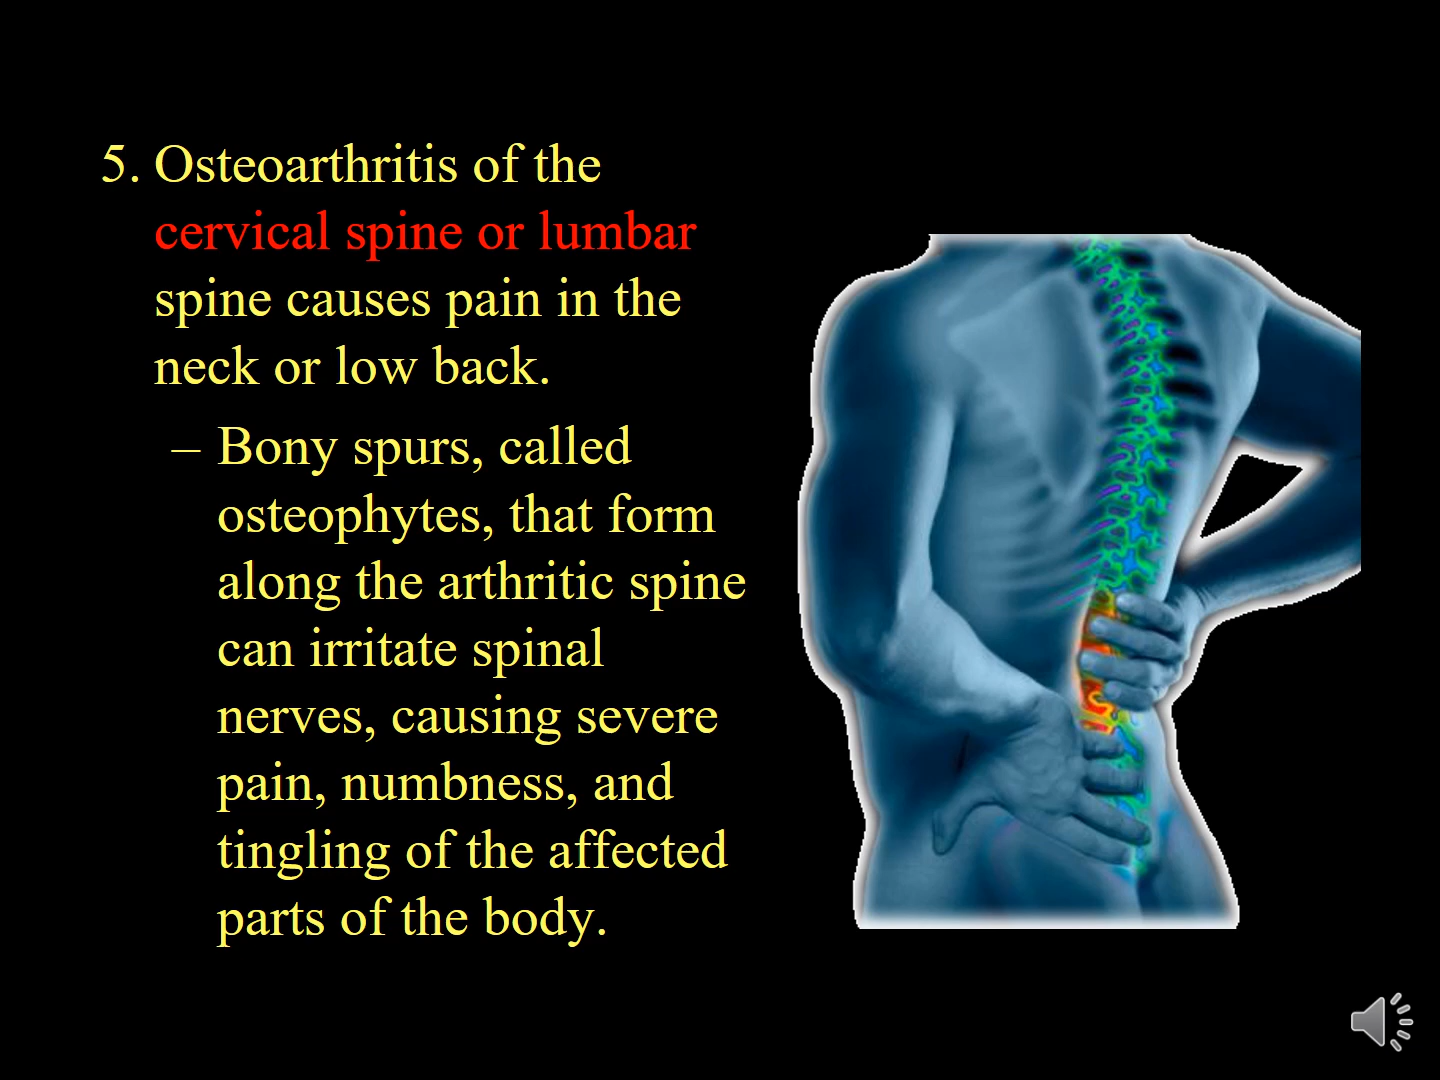 5. Osteoarthritis of the
cervical spine or lumbar
spine causes pain in the
neck or low back.
– Bony spurs, called
osteophytes, that form
along the arthritic spine
can irritate spinal
nerves, causing severe
pain, numbness, and
tingling of the affected
parts of the body.